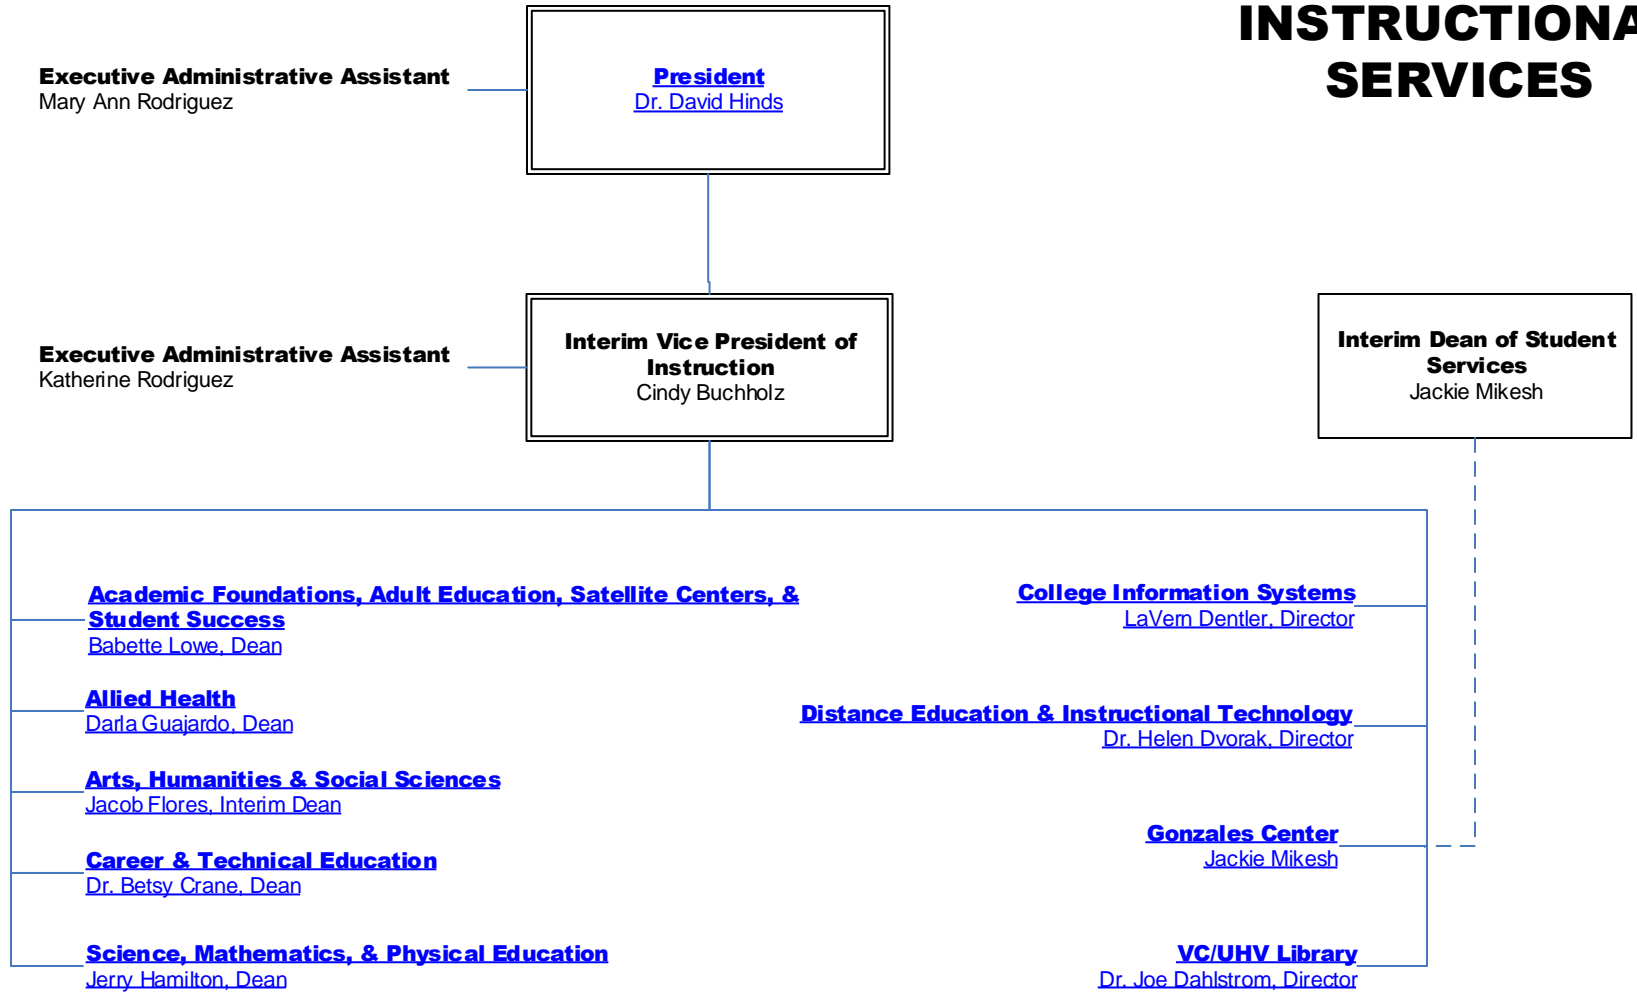 INSTRUCTIONA
SERVICES
Executive Administrative Assistant
Mary Ann Rodriguez
President
Dr. David Hinds
Executive Administrative Assistant
Katherine Rodriguez
Interim Vice President of
Instruction
Cindy Buchholz
Interim Dean of Student
Services
Jackie Mikesh
Academic Foundations, Adult Education, Satellite Centers, &
Student Success
Babette Lowe, Dean
Allied Health
Darla Guajardo, Dean
Arts, Humanities & Social Sciences
Jacob Flores, Interim Dean
Career & Technical Education
Dr. Betsy Crane, Dean
Science, Mathematics, & Physical Education
Jerry Hamilton, Dean
College Information Systems
LaVern Dentler, Director
Distance Education & Instructional Technology
Dr. Helen Dvorak, Director
Gonzales Center
Jackie Mikesh
VC/UHV Library
Dr. Joe Dahlstrom, Director